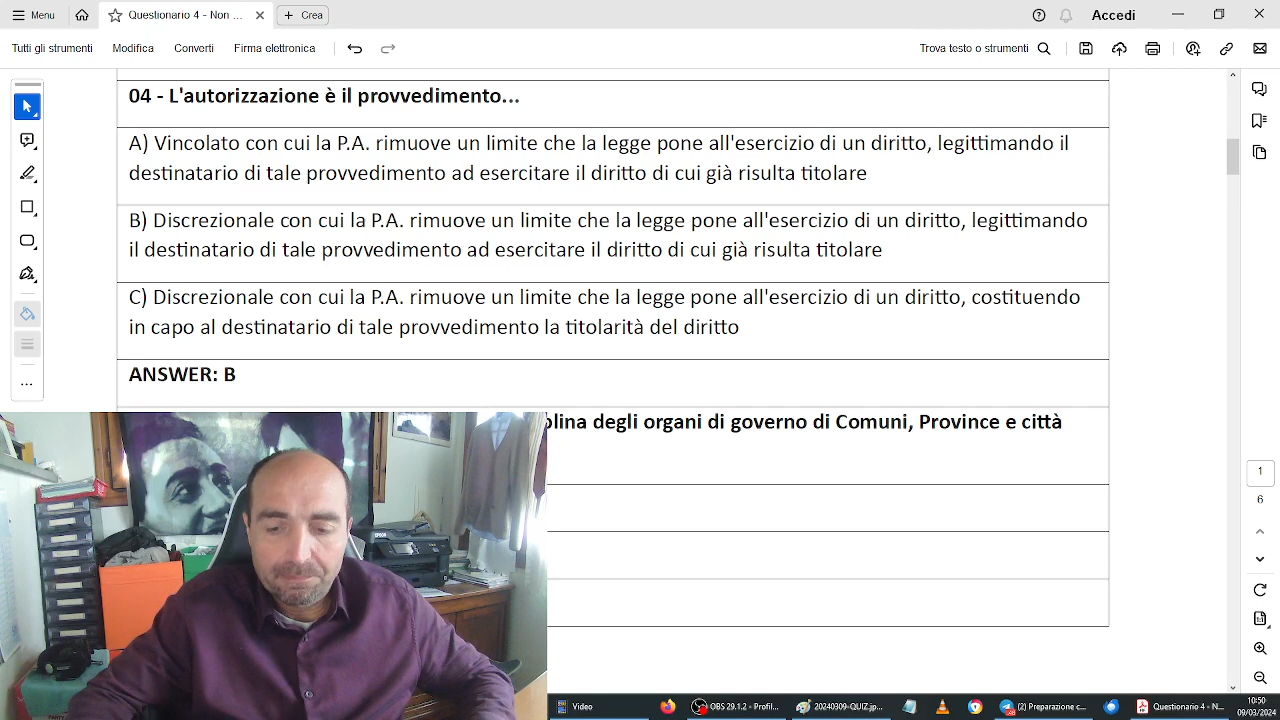 Menu
Questionario 4 - Non ...
Crea
Accedi
Tutti gli strumenti
Modifica
Converti
Firma elettronica
Trova testo o strumenti
04 - L'autorizzazione è il provvedimento...
A) Vincolato con cui la P.A. rimuove un limite che la legge pone all'esercizio di un diritto, legittimando il
destinatario di tale provvedimento ad esercitare il diritto di cui già risulta titolare
B) Discrezionale con cui la P.A. rimuove un limite che la legge pone all'esercizio di un diritto, legittimando
il destinatario di tale provvedimento ad esercitare il diritto di cui già risulta titolare
C) Discrezionale con cui la P.A. rimuove un limite che la legge pone all'esercizio di un diritto, costituendo
in capo al destinatario di tale provvedimento la titolarità del diritto
ANSWER: B
plina degli organi di governo di Comuni, Province e città
1
6
EPSON
Video
OBS 29.1.2 - Profil...
20240309-QUIZ.jp...
(2) Preparazione c...
Questionario 4 - N...
10:50
09/03/2024